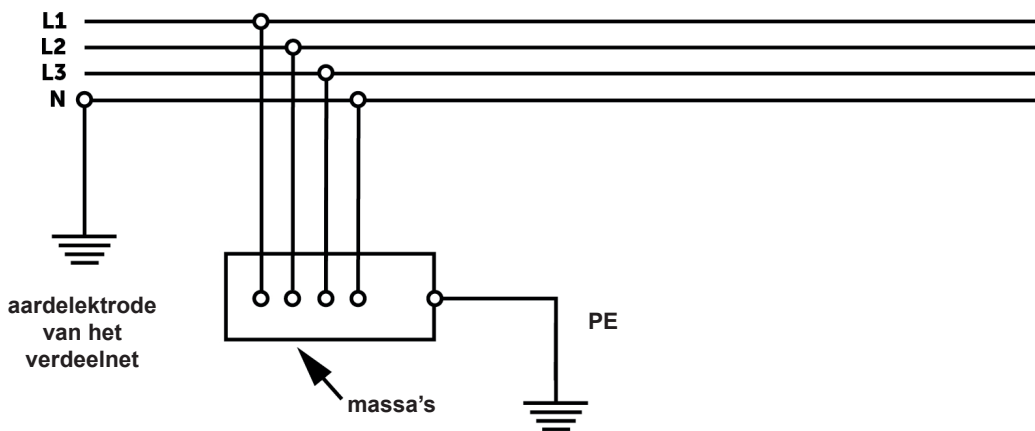 L1
L2
L3
N
aardelektrode
van het
verdeelnet
PE
massa's